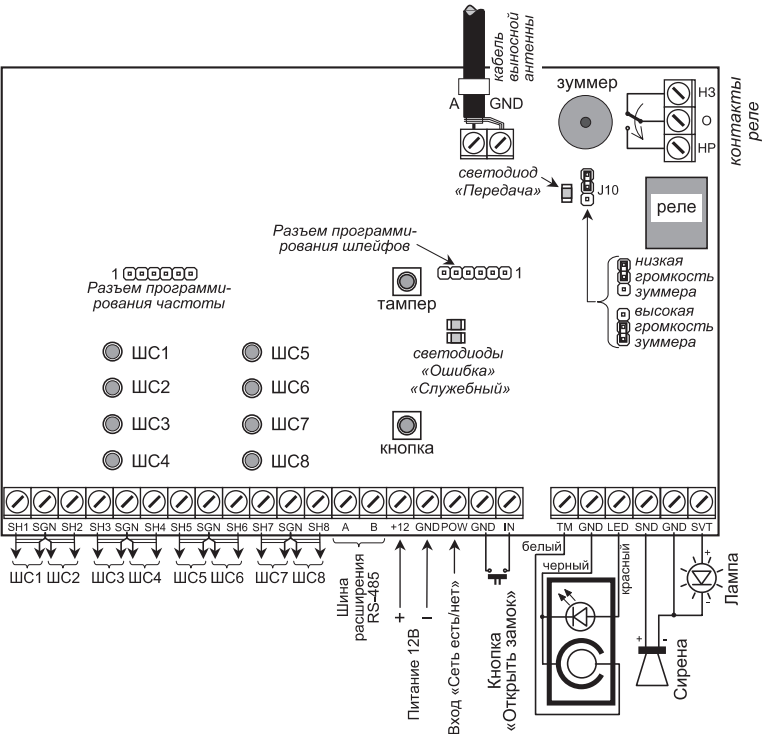 кабель
выносной
антенны
A GND
зуммер
НЗ
О
НР
контакты
реле
светодиод
«Передача»
J10
реле
Разъем программи-
рования шлейфов
1
1
Разъем программи-
рования частоты
тампер
низкая
громкость
зуммера
высокая
громкость
зуммера
светодиоды
«Ошибка»
«Служебный»
ШС1 ШС5
ШС2 ШС6
ШС3 ШС7
ШС4 ШС8
кнопка
SH1 SGN SH2 SH3 SGN SH4 SH5 SGN SH6 SH7 SGN SH8 A B +12 GND POW GND IN TM GND LED SND GND SVT
ШС1 ШС2 ШС3 ШС4 ШС5 ШС6 ШС7 ШС8
Шина
расширения
RS-485
+ –
Питание 12В
Вход «Сеть есть/нет»
Кнопка
«Открыть замок»
белый
черный
красный
+ -
Сирена
+
-
Лампа